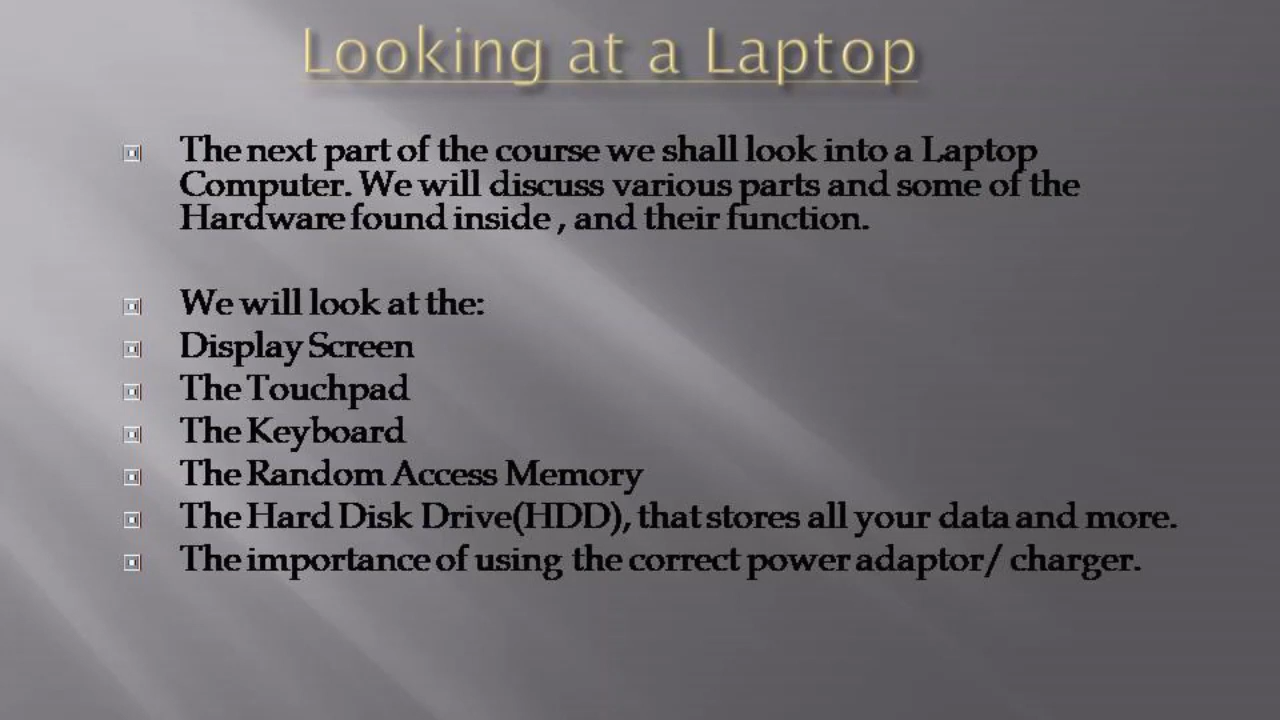 Looking at a Laptop
The next part of the course we shall look into a Laptop
Computer. We will discuss various parts and some of the
Hardware found inside , and their function.
We will look at the:
Display Screen
The Touchpad
The Keyboard
The Random Access Memory
The Hard Disk Drive(HDD), that stores all your data and more.
The importance of using the correct power adaptor/ charger.